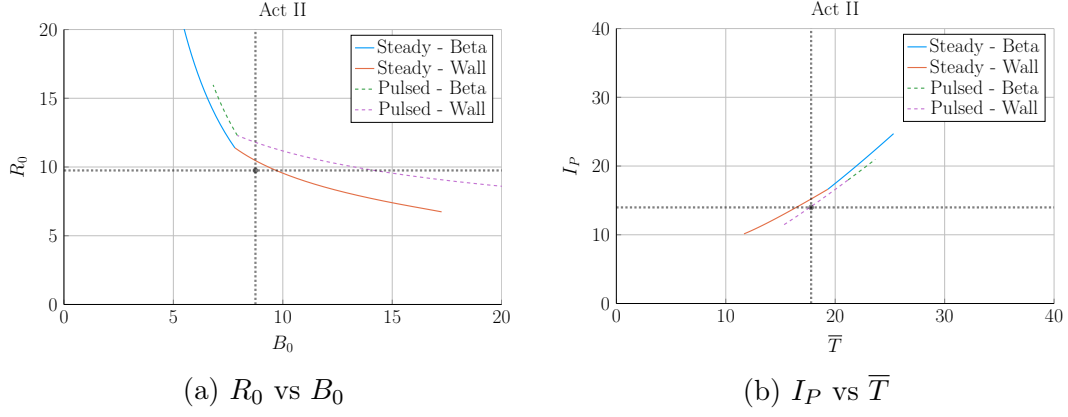 Act II
20
15
10
5
0
0
5
10
15
20
R₀
B₀
Steady - Beta
Steady - Wall
Pulsed - Beta
Pulsed - Wall
(a) R₀ vs B₀
Act II
40
30
20
10
0
0
10
20
30
40
I_P
T̅
Steady - Beta
Steady - Wall
Pulsed - Beta
Pulsed - Wall
(b) I_P vs T̅